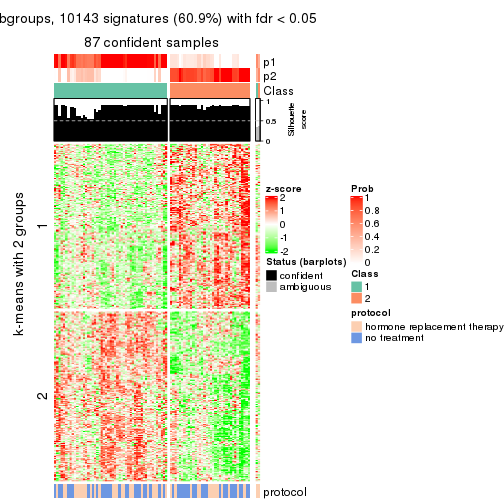 bgroups, 10143 signatures (60.9%) with fdr < 0.05
87 confident samples
p1
p2
Class
1
0.5
0
Silhouette
score
k-means with 2 groups
1
2
z-score
2
1
0
-1
-2
Status (barplots)
confident
ambiguous
Prob
1
0.8
0.6
0.4
0.2
0
Class
1
2
protocol
hormone replacement therapy
no treatment
protocol